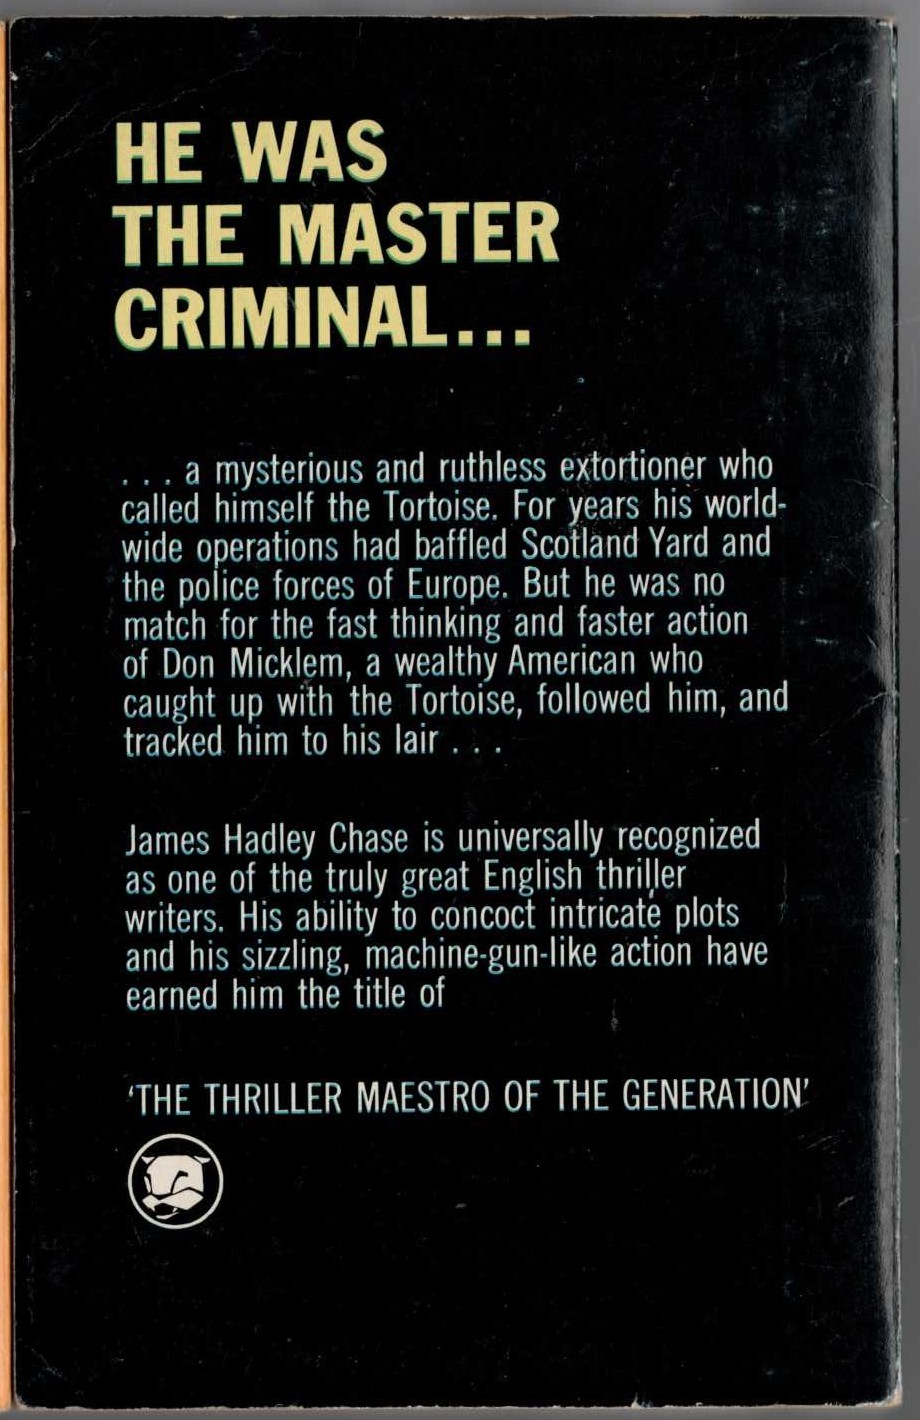 HE WAS
THE MASTER
CRIMINAL...
. . . a mysterious and ruthless extortioner who
called himself the Tortoise. For years his world-
wide operations had baffled Scotland Yard and
the police forces of Europe. But he was no
match for the fast thinking and faster action
of Don Micklem, a wealthy American who
caught up with the Tortoise, followed him, and
tracked him to his lair . . .
James Hadley Chase is universally recognized
as one of the truly great English thriller
writers. His ability to concoct intricate plots
and his sizzling, machine-gun-like action have
earned him the title of
'THE THRILLER MAESTRO OF THE GENERATION'